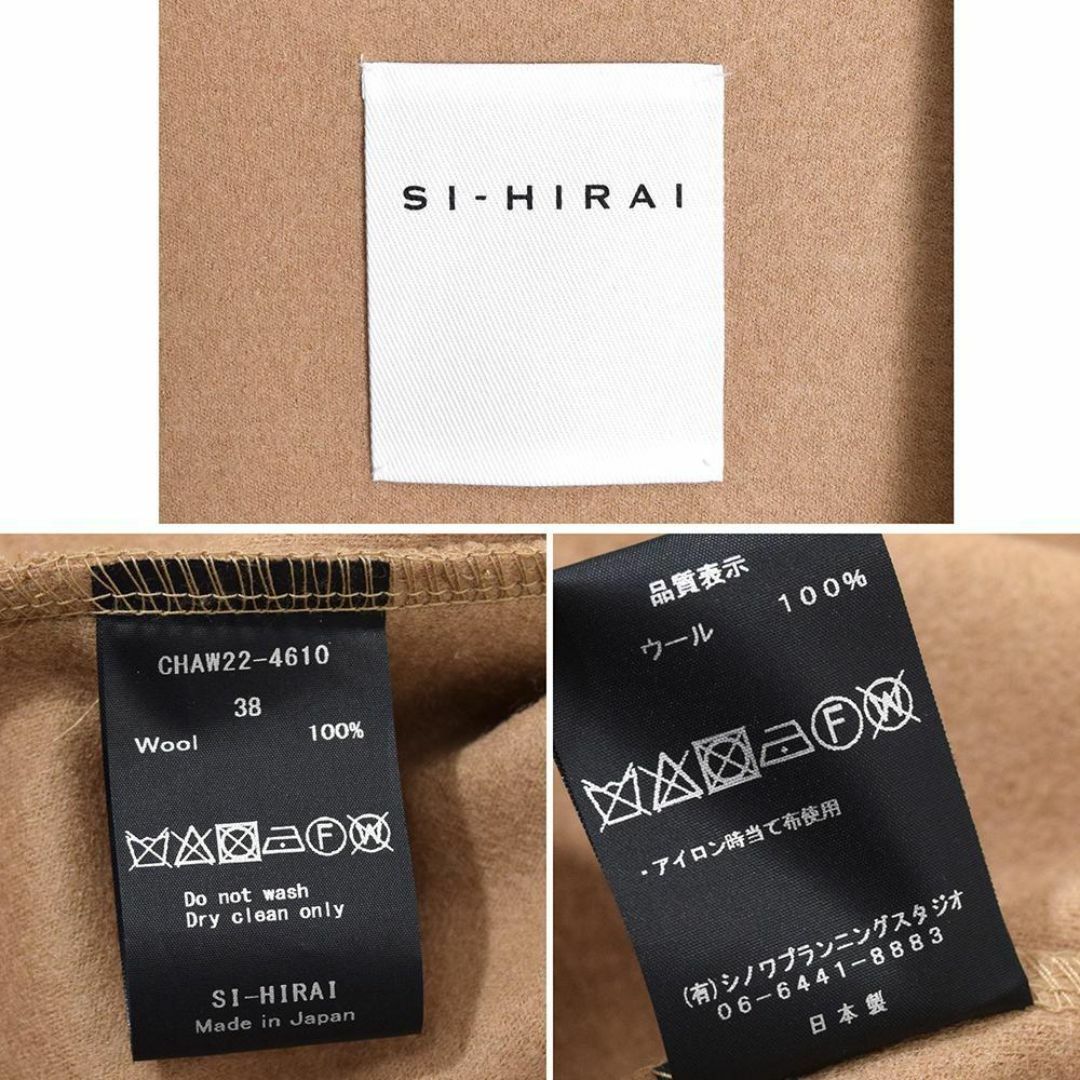 SI-HIRAI
CHAW22-4610
38
Wool 100%
F W
Do not wash
Dry clean only
SI-HIRAI
Made in Japan
品質表示
ウール 100%
F W
・アイロン時当て布使用
(有)シノワプランニングスタジオ
06-6441-8883
日本製